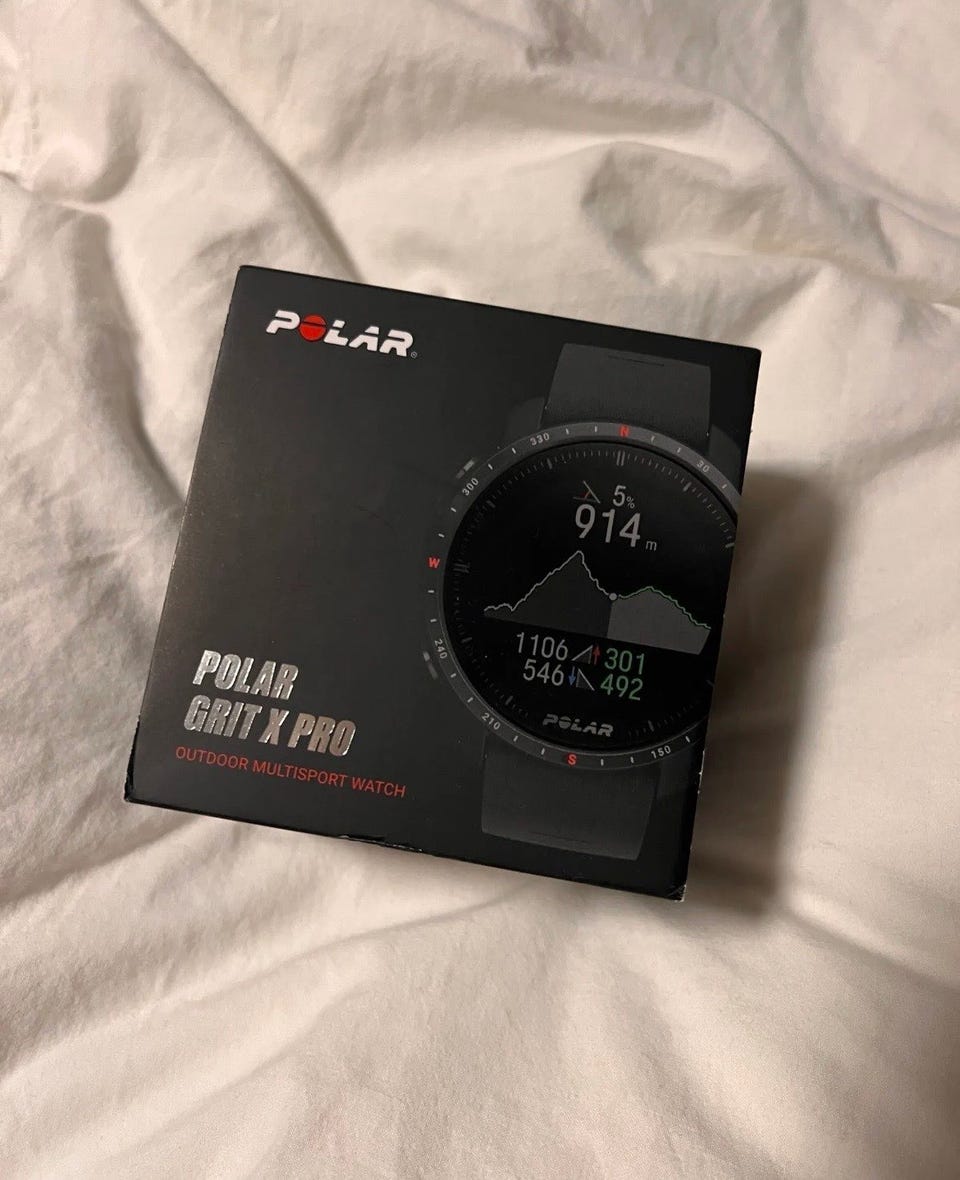 POLAR®
330
N
30
300
5%
914 m
W
1106 301
240
546 492
210
POLAR
S
150
POLAR
GRIT X PRO
OUTDOOR MULTISPORT WATCH